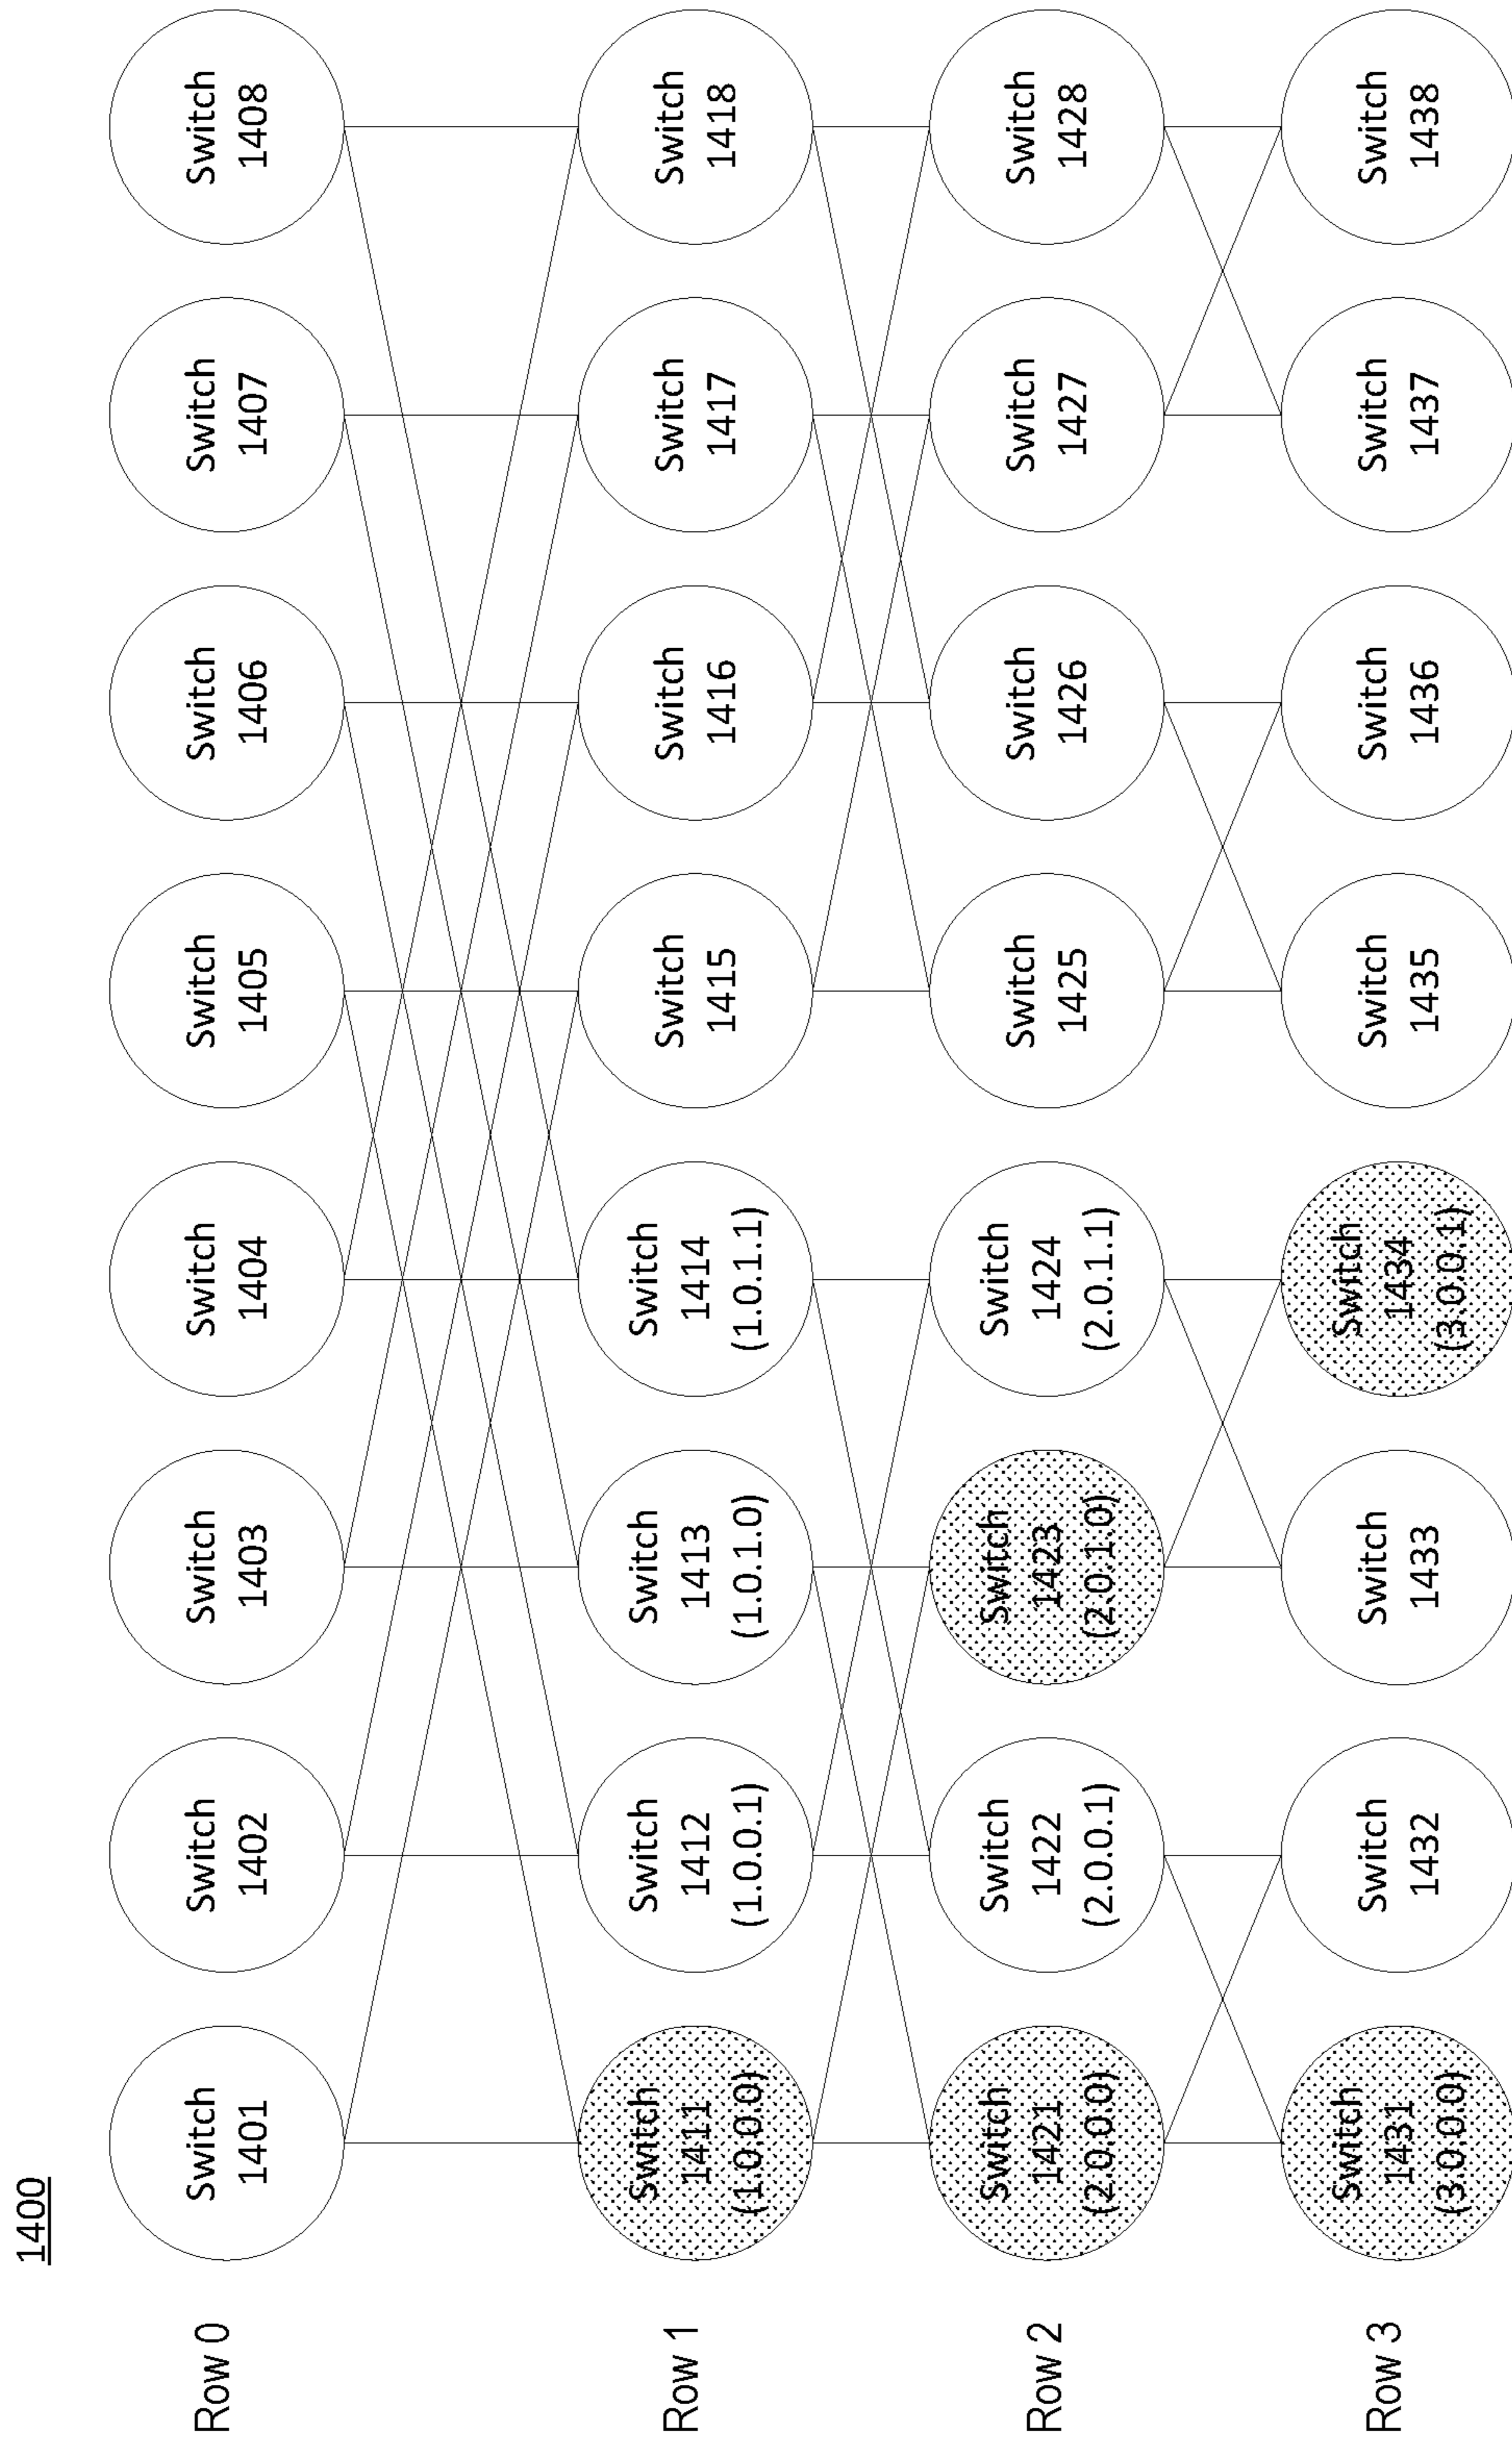 1400
Row 0
Switch
1401
Switch
1402
Switch
1403
Switch
1404
Switch
1405
Switch
1406
Switch
1407
Switch
1408
Row 1
Switch
1411
(1.0.0.0)
Switch
1412
(1.0.0.1)
Switch
1413
(1.0.1.0)
Switch
1414
(1.0.1.1)
Switch
1415
Switch
1416
Switch
1417
Switch
1418
Row 2
Switch
1421
(2.0.0.0)
Switch
1422
(2.0.0.1)
Switch
1423
(2.0.1.0)
Switch
1424
(2.0.1.1)
Switch
1425
Switch
1426
Switch
1427
Switch
1428
Row 3
Switch
1431
(3.0.0.0)
Switch
1432
Switch
1433
Switch
1434
(3.0.0.1)
Switch
1435
Switch
1436
Switch
1437
Switch
1438